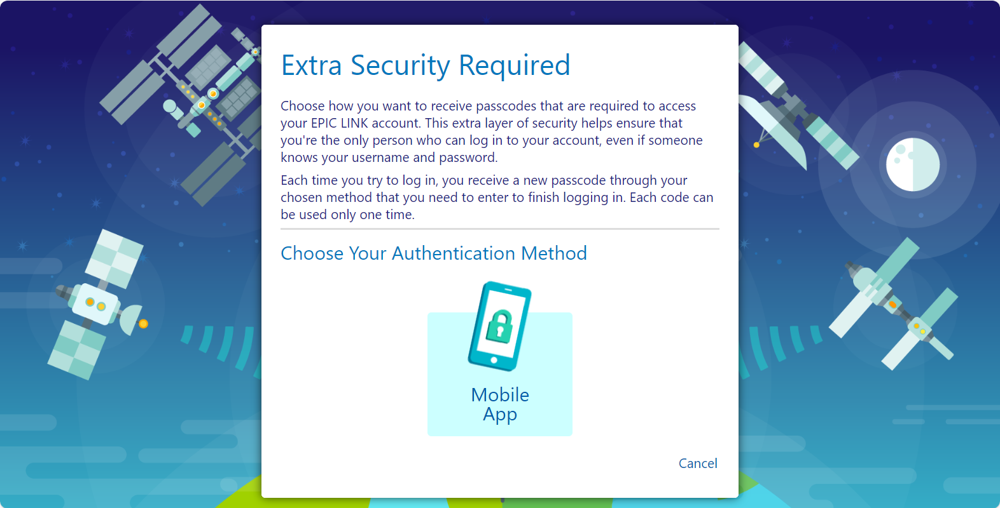 Extra Security Required
Choose how you want to receive passcodes that are required to access
your EPIC LINK account. This extra layer of security helps ensure that
you're the only person who can log in to your account, even if someone
knows your username and password.
Each time you try to log in, you receive a new passcode through your
chosen method that you need to enter to finish logging in. Each code can
be used only one time.
Choose Your Authentication Method
Mobile
App
Cancel